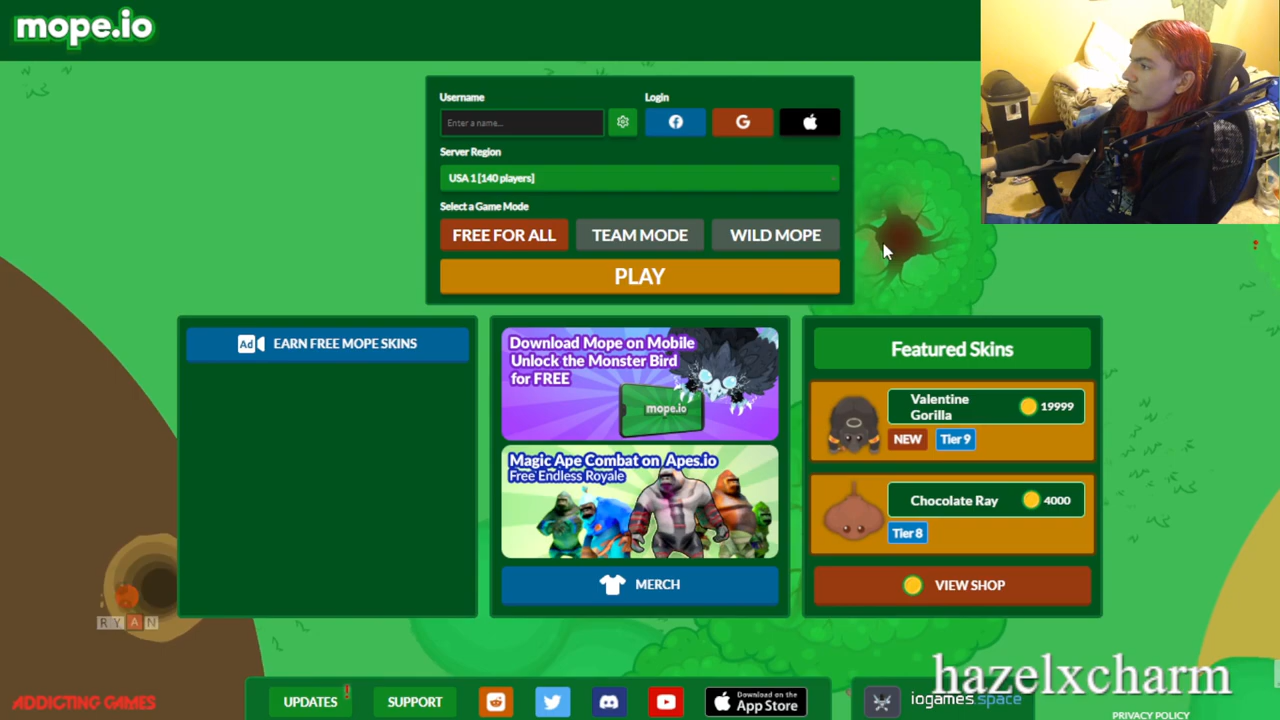 mope.io
Username
Login
Enter a name...
Server Region
USA 1 [140 players]
Select a Game Mode
FREE FOR ALL
TEAM MODE
WILD MOPE
PLAY
Ad
EARN FREE MOPE SKINS
Download Mope on Mobile
Unlock the Monster Bird
for FREE
mope.io
Magic Ape Combat on Apes.io
Free Endless Royale
MERCH
Featured Skins
Valentine
Gorilla
19999
NEW
Tier 9
Chocolate Ray
4000
Tier 8
VIEW SHOP
RYAN
ADDICTING GAMES
UPDATES
SUPPORT
Download on the
App Store
iogames.space
hazelxcharm
PRIVACY POLICY